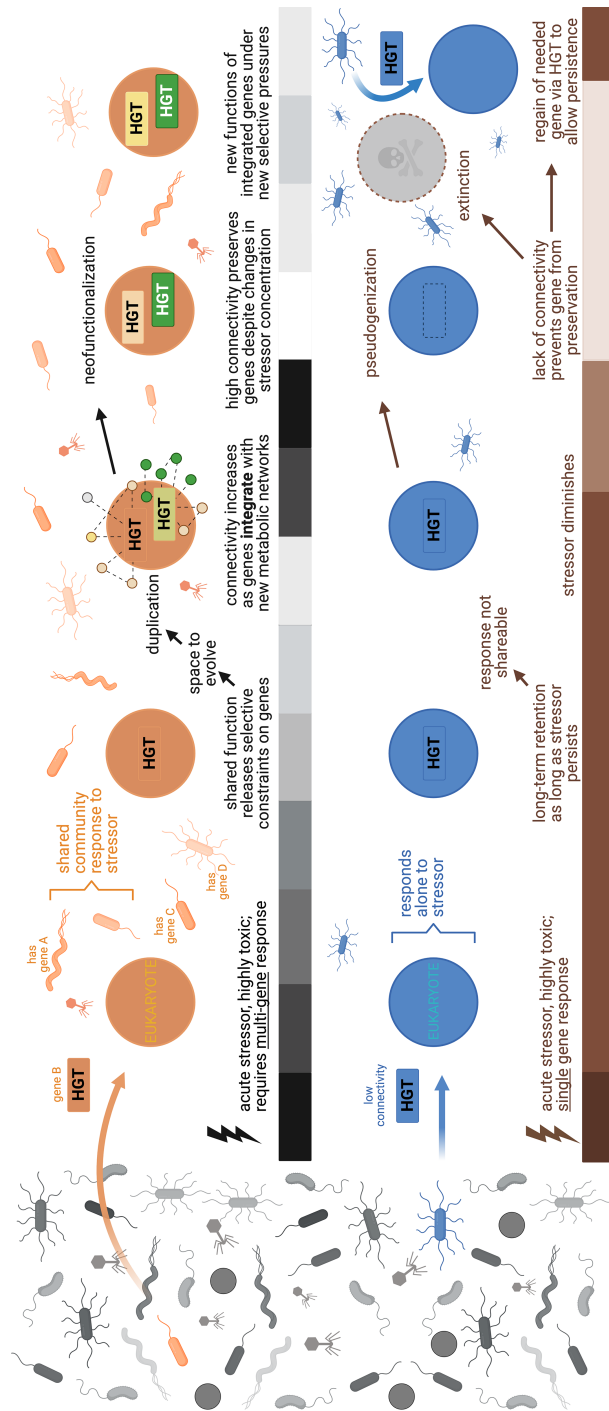 gene B
HGT
EUKARYOTE
has
gene A
has
gene C
has
gene D
shared
community
response to
stressor
acute stressor, highly toxic;
requires multi-gene response
HGT
shared function
releases selective
constraints on genes
space to
evolve
duplication
HGT
HGT
connectivity increases
as genes integrate with
new metabolic networks
neofunctionalization
HGT
HGT
high connectivity preserves
genes despite changes in
stressor concentration
HGT
HGT
new functions of
integrated genes under
new selective pressures
low
connectivity
HGT
EUKARYOTE
responds
alone to
stressor
acute stressor, highly toxic;
single gene response
HGT
long-term retention
as long as stressor
persists
response not
shareable
HGT
stressor diminishes
pseudogenization
lack of connectivity
prevents gene from
preservation
extinction
HGT
regain of needed
gene via HGT to
allow persistence